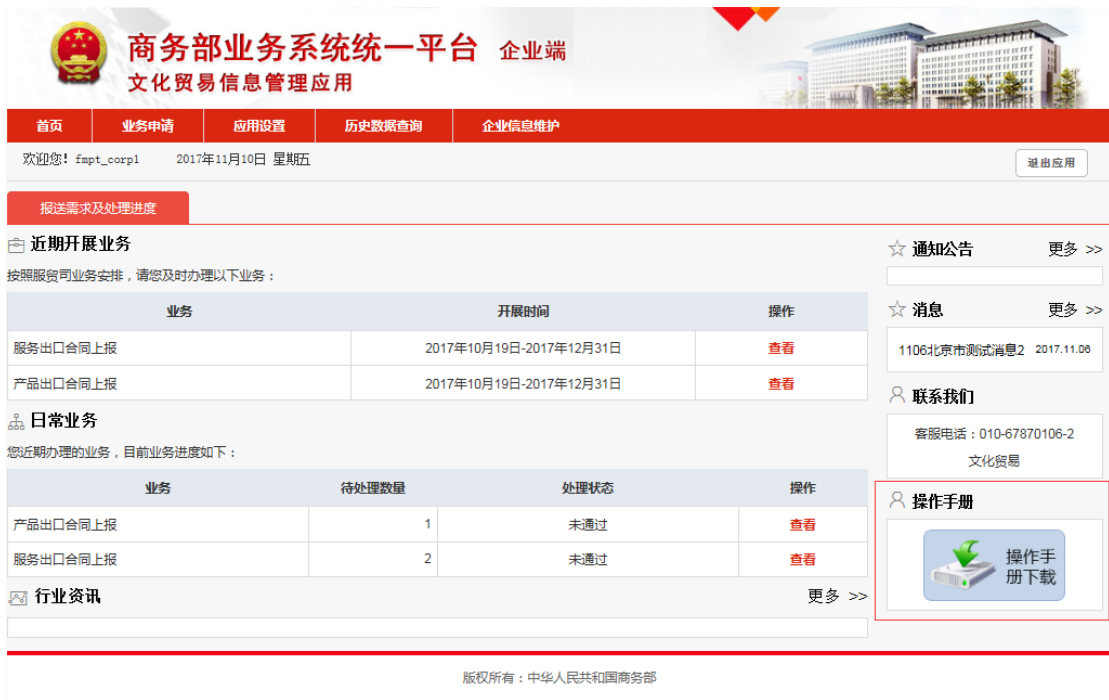 商务部业务系统统一平台 企业端
文化贸易信息管理应用
首页 业务申请 应用设置 历史数据查询 企业信息维护
欢迎您! fmpt_corp1 2017年11月10日 星期五 退出应用
报送需求及处理进度
近期开展业务
按照服贸司业务安排，请您及时办理以下业务：
业务 开展时间 操作
服务出口合同上报 2017年10月19日-2017年12月31日 查看
产品出口合同上报 2017年10月19日-2017年12月31日 查看
日常业务
您近期办理的业务，目前业务进度如下：
业务 待处理数量 处理状态 操作
产品出口合同上报 1 未通过 查看
服务出口合同上报 2 未通过 查看
行业资讯 更多 >>
通知公告 更多 >>
消息 更多 >>
1106北京市测试消息2 2017.11.06
联系我们
客服电话：010-67870106-2
文化贸易
操作手册
操作手
册下载
版权所有：中华人民共和国商务部